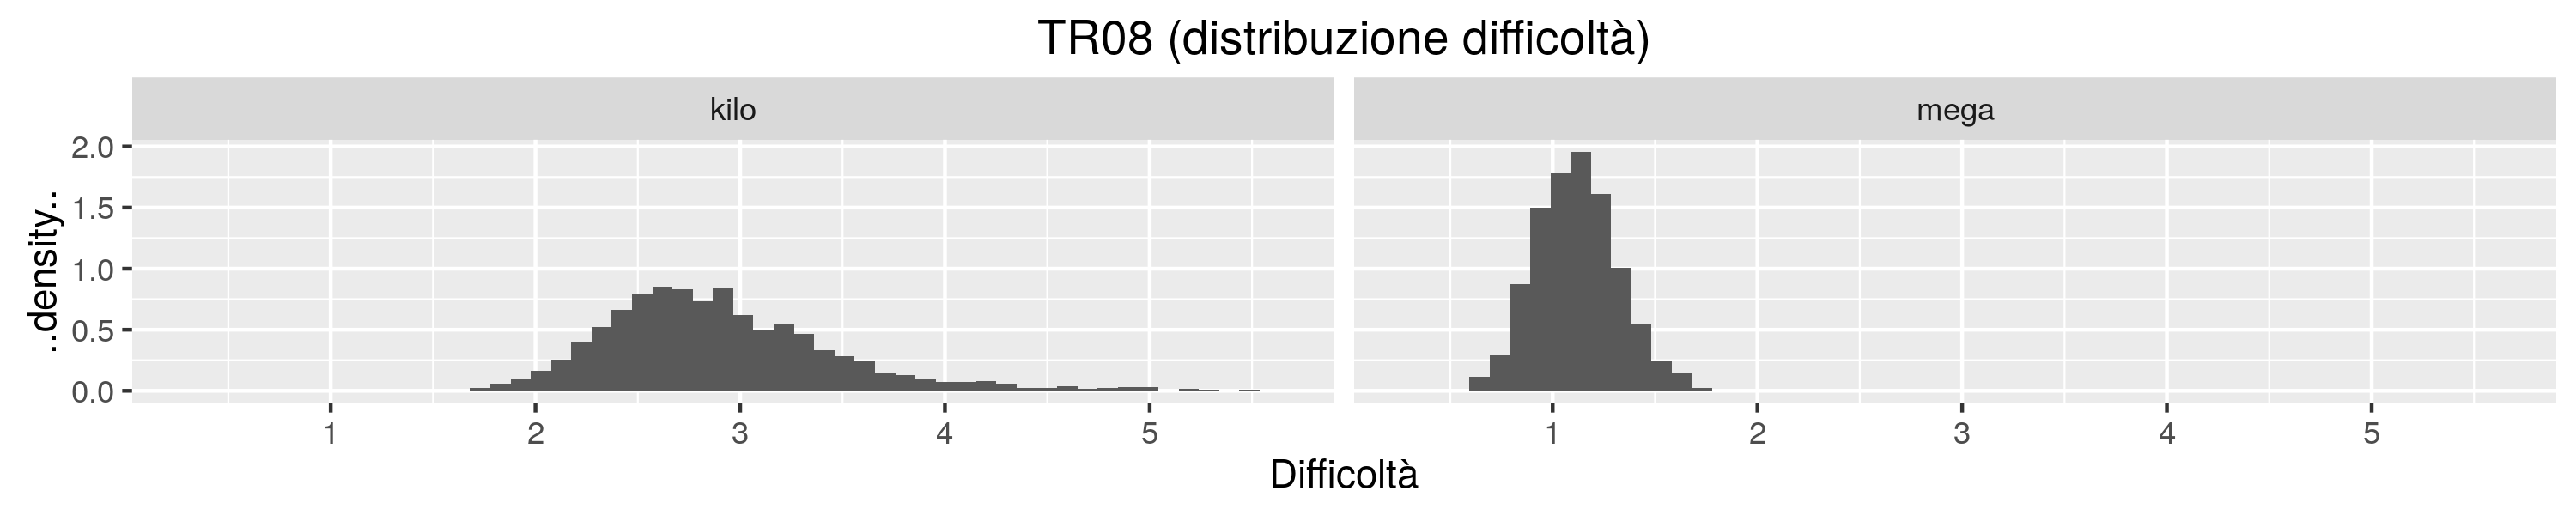 TR08 (distribuzione difficoltà)
kilo
mega
..density..
2.0
1.5
1.0
0.5
0.0
1 2 3 4 5
1 2 3 4 5
Difficoltà